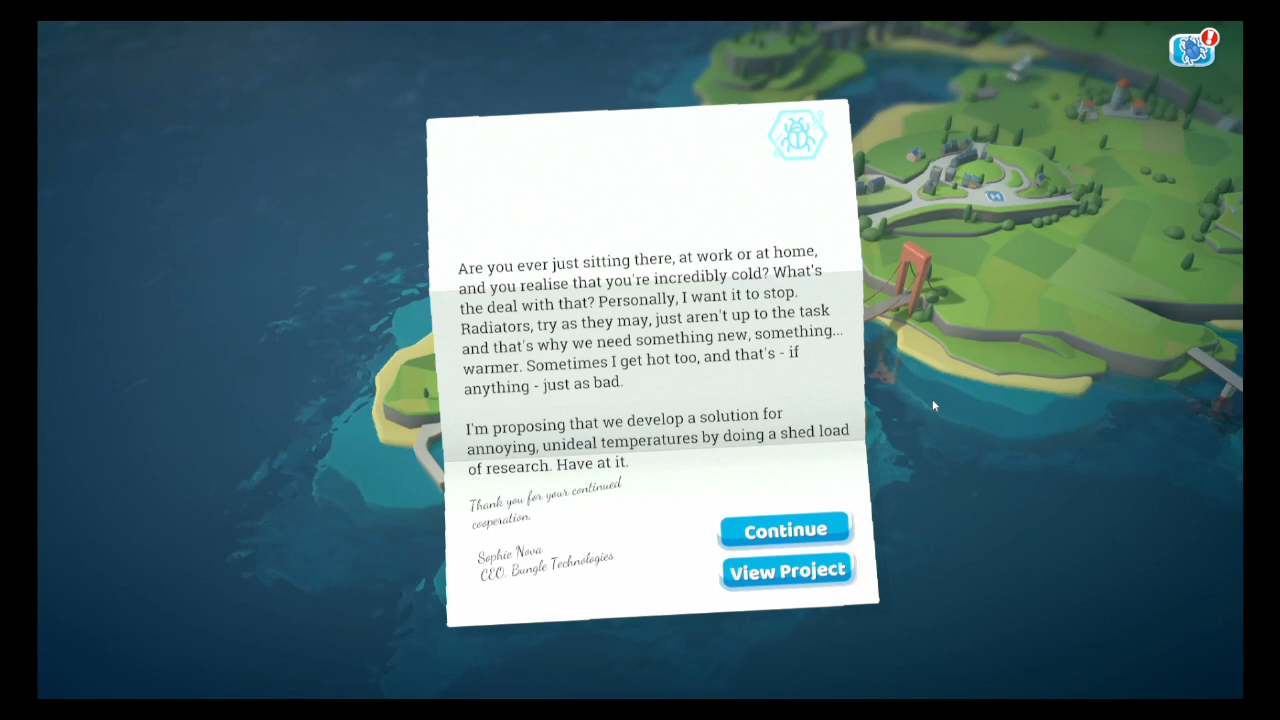 Are you ever just sitting there, at work or at home,
and you realise that you're incredibly cold? What's
the deal with that? Personally, I want it to stop.
Radiators, try as they may, just aren't up to the task
and that's why we need something new, something...
warmer. Sometimes I get hot too, and that's - if
anything - just as bad.
I'm proposing that we develop a solution for
annoying, unideal temperatures by doing a shed load
of research. Have at it.
Thank you for your continued
cooperation.
Sophie Nova
CEO, Bungle Technologies
Continue
View Project